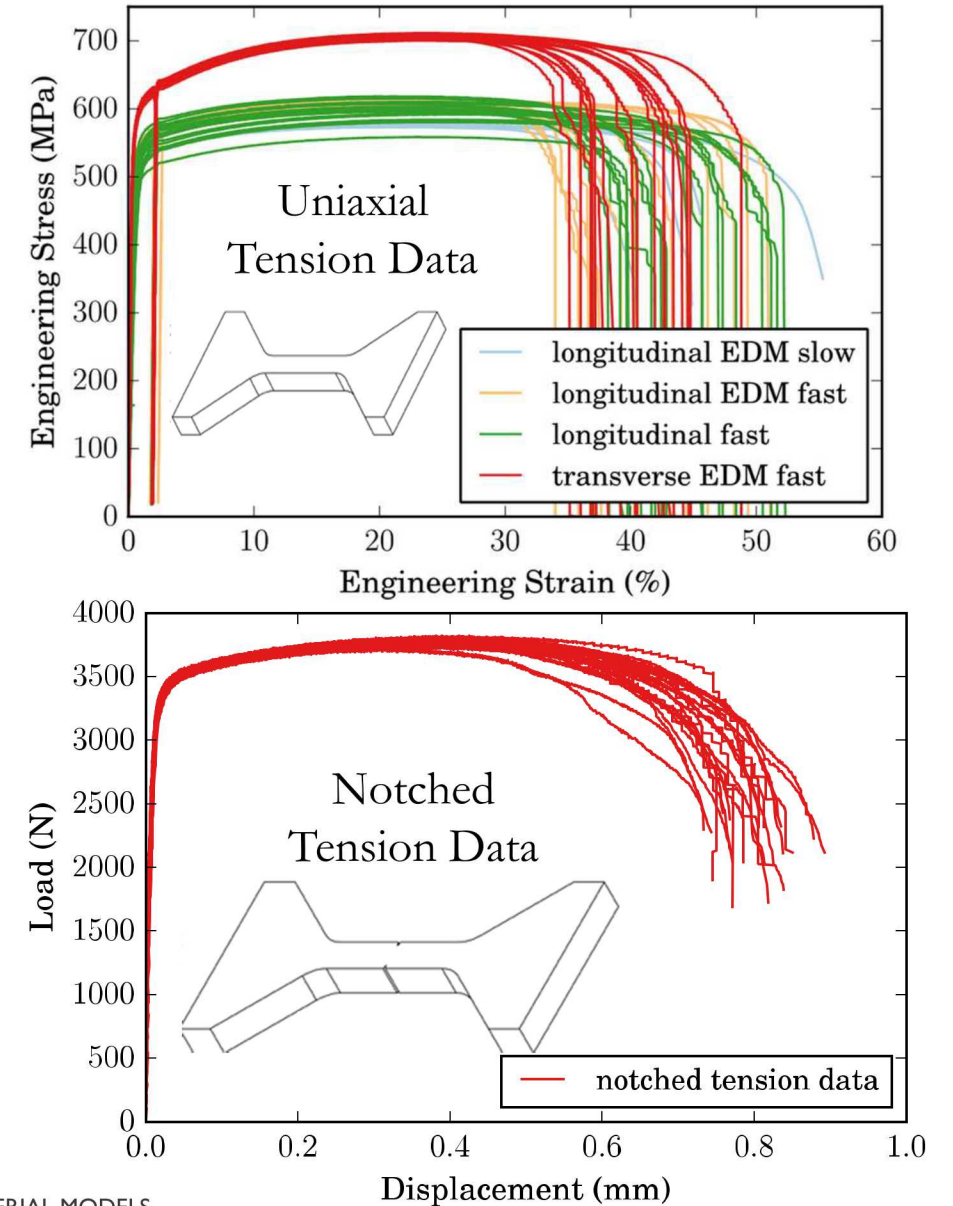 700
600
500
400
300
200
100
0
Engineering Stress (MPa)
Uniaxial
Tension Data
longitudinal EDM slow
longitudinal EDM fast
longitudinal fast
transverse EDM fast
0 10 20 30 40 50 60
Engineering Strain (%)
4000
3500
3000
2500
2000
1500
1000
500
0
Load (N)
Notched
Tension Data
notched tension data
0.0 0.2 0.4 0.6 0.8 1.0
Displacement (mm)
MODELS